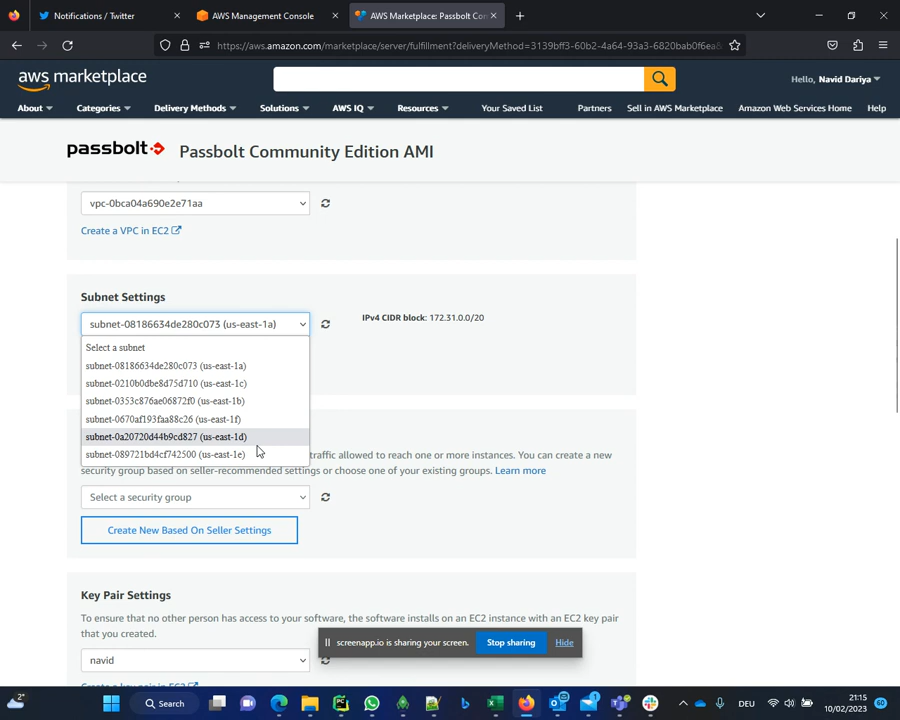 Notifications / Twitter
AWS Management Console
AWS Marketplace: Passbolt Con
https://aws.amazon.com/marketplace/server/fulfillment?deliveryMethod=3139bff3-60b2-4a64-93a3-6820bab0f6ea8
aws marketplace
Hello, Navid Dariya
About
Categories
Delivery Methods
Solutions
AWS IQ
Resources
Your Saved List
Partners
Sell in AWS Marketplace
Amazon Web Services Home
Help
passbolt
Passbolt Community Edition AMI
vpc-0bca04a690e2e71aa
Create a VPC in EC2
Subnet Settings
subnet-08186634de280c073 (us-east-1a)
IPv4 CIDR block: 172.31.0.0/20
Select a subnet
subnet-08186634de280c073 (us-east-1a)
subnet-0210b0dbe8d75d710 (us-east-1c)
subnet-0353c876ae06872f0 (us-east-1b)
subnet-0670af193faa88c26 (us-east-1f)
subnet-0a20720d44b9cd827 (us-east-1d)
subnet-089721bd4cf742500 (us-east-1e)
traffic allowed to reach one or more instances. You can create a new
security group based on seller-recommended settings or choose one of your existing groups. Learn more
Select a security group
Create New Based On Seller Settings
Key Pair Settings
To ensure that no other person has access to your software, the software installs on an EC2 instance with an EC2 key pair
that you created.
screenapp.io is sharing your screen.
Stop sharing
Hide
navid
2°
Search
DEU
21:15
10/02/2023
60